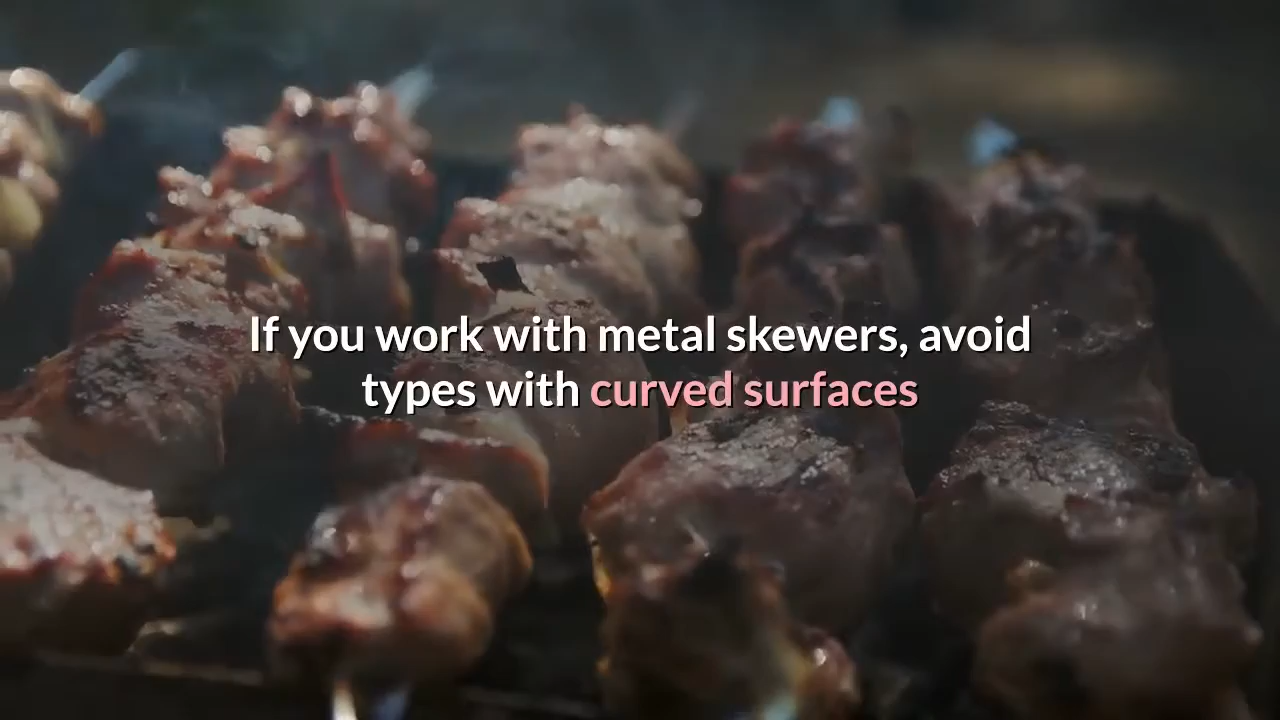 If you work with metal skewers, avoid
types with curved surfaces